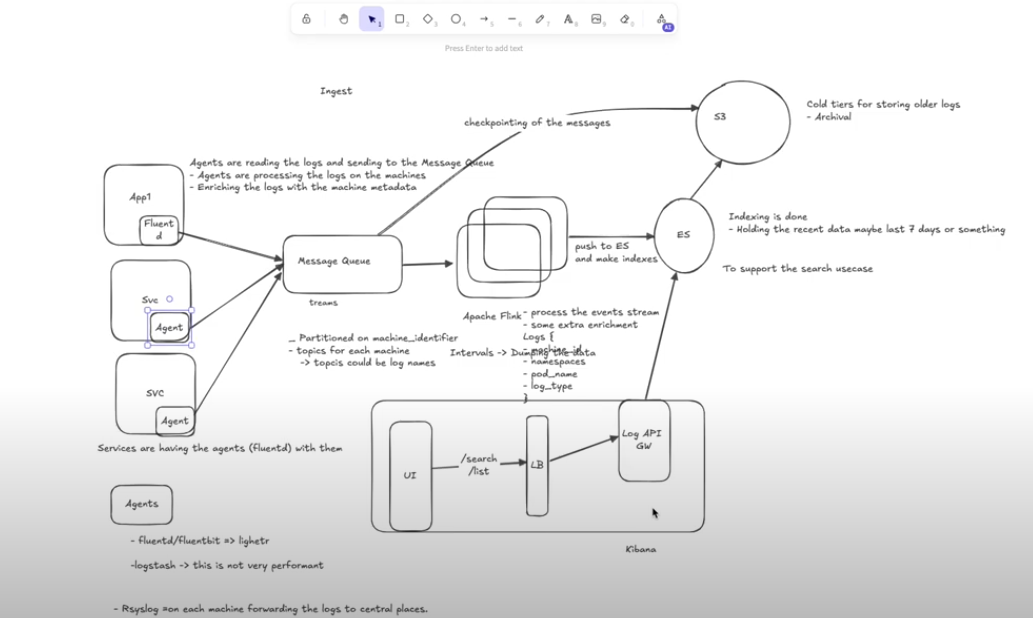 1
2
3
4
5
6
7
8
9
0
AI
Press Enter to add text
Ingest
checkpointing of the messages
S3
Cold tiers for storing older logs
- Archival
Agents are reading the logs and sending to the Message Queue
- Agents are processing the logs on the machines
- Enriching the logs with the machine metadata
App1
Fluent
d
Message Queue
treams
push to ES
and make indexes
ES
Indexing is done
- Holding the recent data maybe last 7 days or something
To support the search usecase
Svc
Agent
Apache Flink
- process the events stream
- some extra enrichment
Logs {
- machine_id
- namespaces
- pod_name
- log_type
}
_ Partitioned on machine_identifier
- topics for each machine
-> topcis could be log names
Intervals -> Dumping the data
SVC
Agent
Services are having the agents (fluentd) with them
UI
/search
/list
LB
Log API
GW
Kibana
Agents
- fluentd/fluentbit => lighetr
-logstash -> this is not very performant
- Rsyslog =on each machine forwarding the logs to central places.